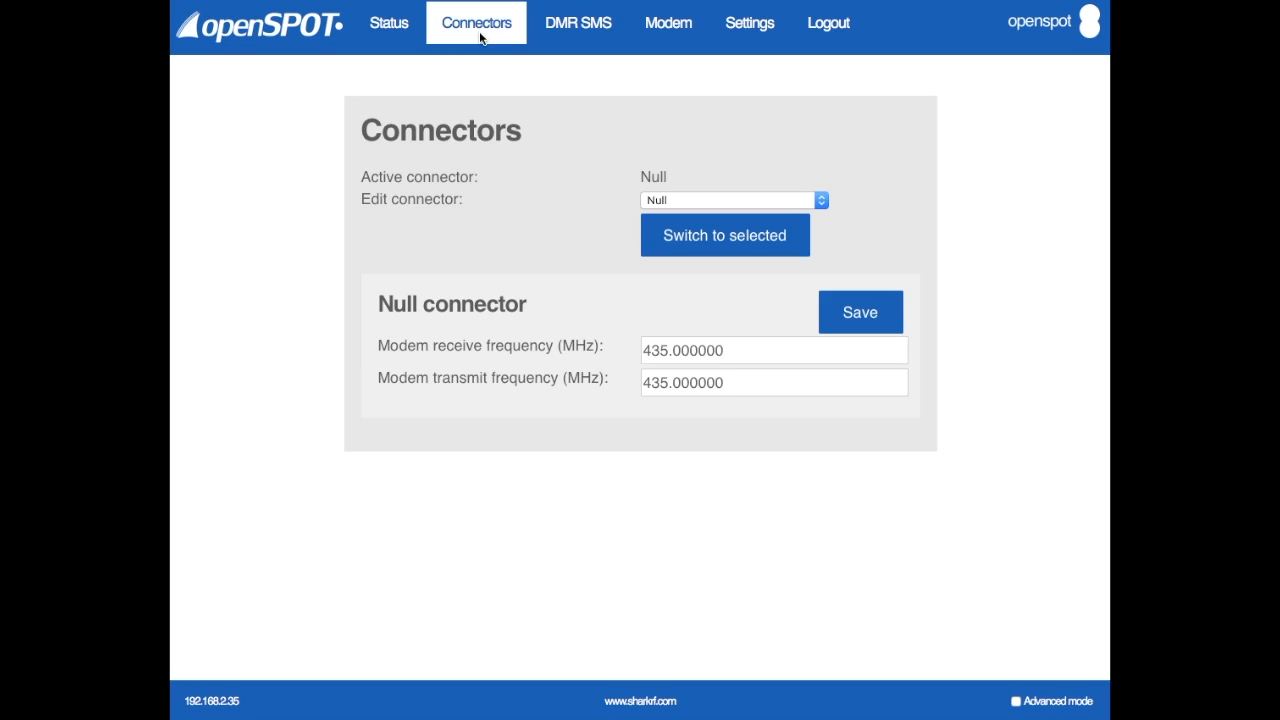 openSPOT Status Connectors DMR SMS Modem Settings Logout openspot
Connectors
Active connector: Null
Edit connector: Null
Switch to selected
Null connector Save
Modem receive frequency (MHz): 435.000000
Modem transmit frequency (MHz): 435.000000
192.168.2.35 www.sharkrf.com Advanced mode